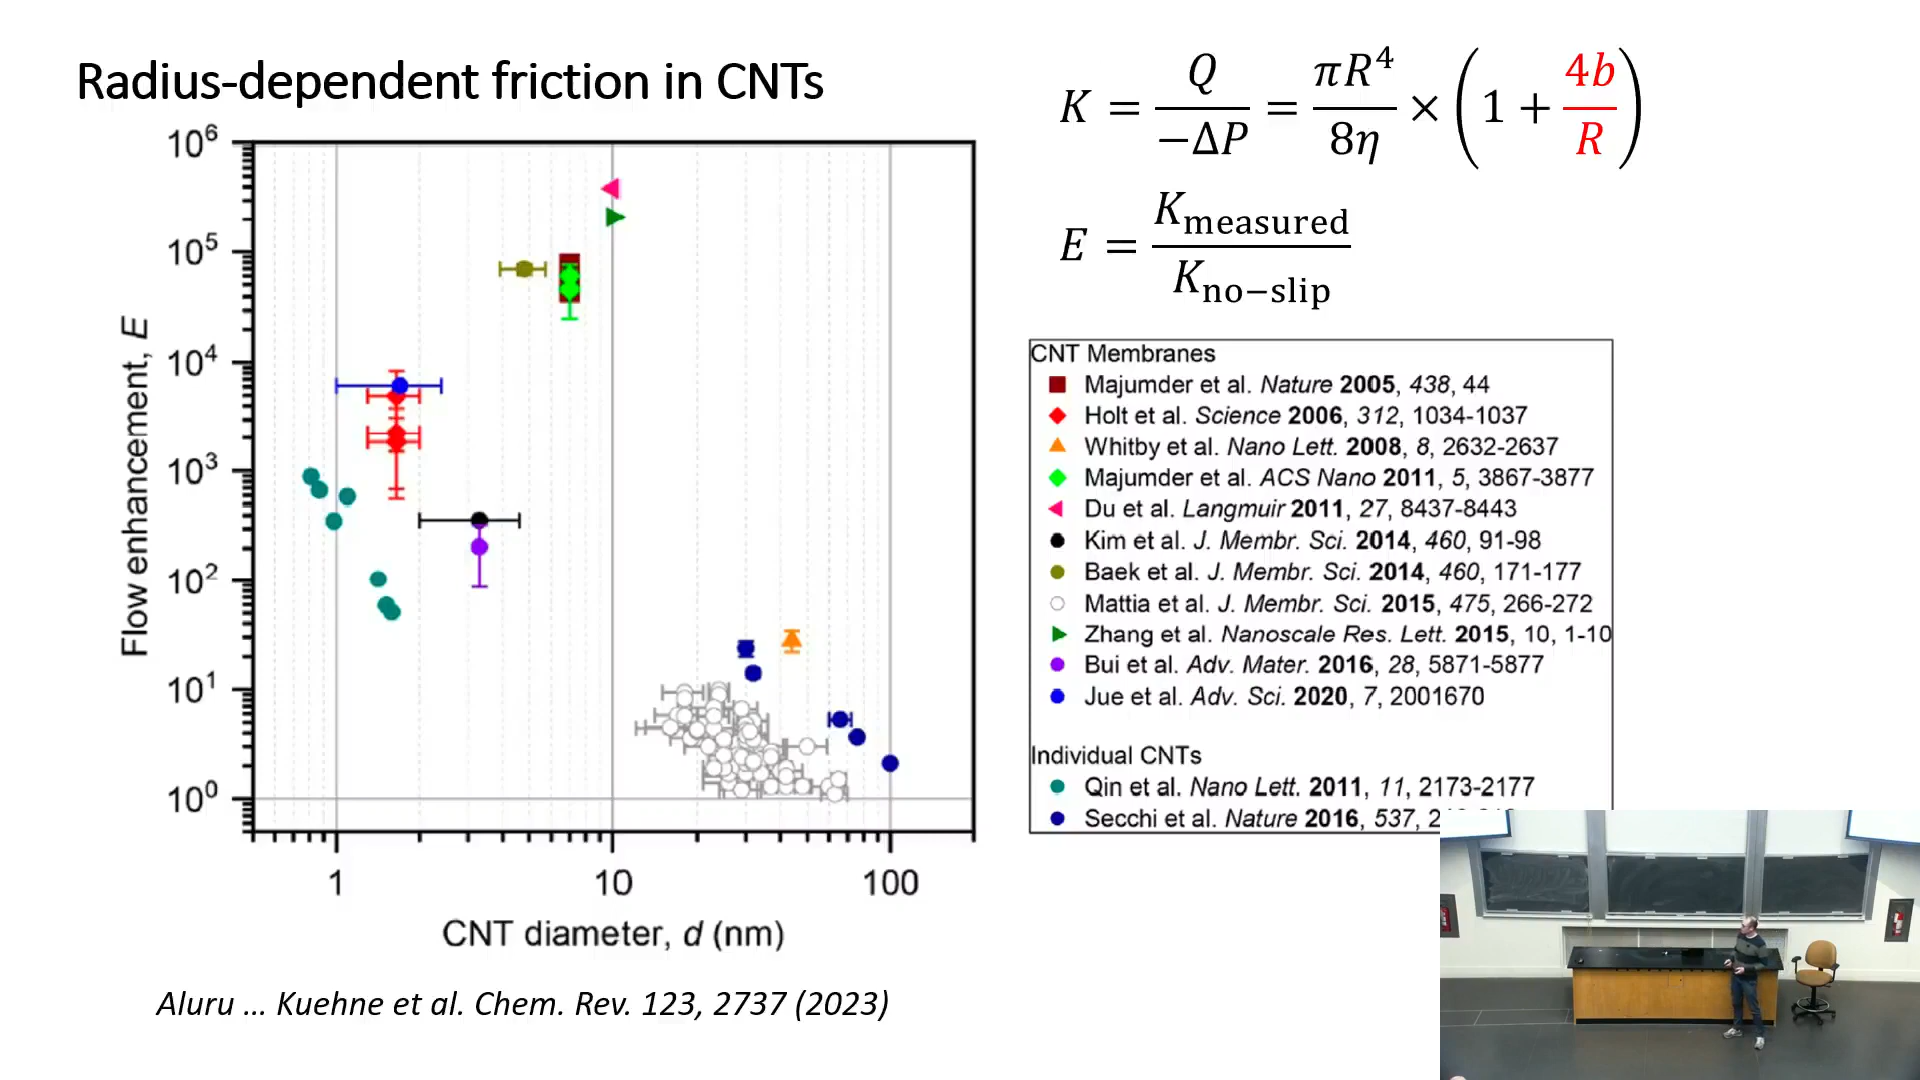 Radius-dependent friction in CNTs
K = Q / −ΔP = πR⁴ / 8η × (1 + 4b / R)
E = K_measured / K_no−slip
Flow enhancement, E
10⁶
10⁵
10⁴
10³
10²
10¹
10⁰
1 10 100
CNT diameter, d (nm)
CNT Membranes
Majumder et al. Nature 2005, 438, 44
Holt et al. Science 2006, 312, 1034-1037
Whitby et al. Nano Lett. 2008, 8, 2632-2637
Majumder et al. ACS Nano 2011, 5, 3867-3877
Du et al. Langmuir 2011, 27, 8437-8443
Kim et al. J. Membr. Sci. 2014, 460, 91-98
Baek et al. J. Membr. Sci. 2014, 460, 171-177
Mattia et al. J. Membr. Sci. 2015, 475, 266-272
Zhang et al. Nanoscale Res. Lett. 2015, 10, 1-10
Bui et al. Adv. Mater. 2016, 28, 5871-5877
Jue et al. Adv. Sci. 2020, 7, 2001670
Individual CNTs
Qin et al. Nano Lett. 2011, 11, 2173-2177
Secchi et al. Nature 2016, 537,
Aluru ... Kuehne et al. Chem. Rev. 123, 2737 (2023)